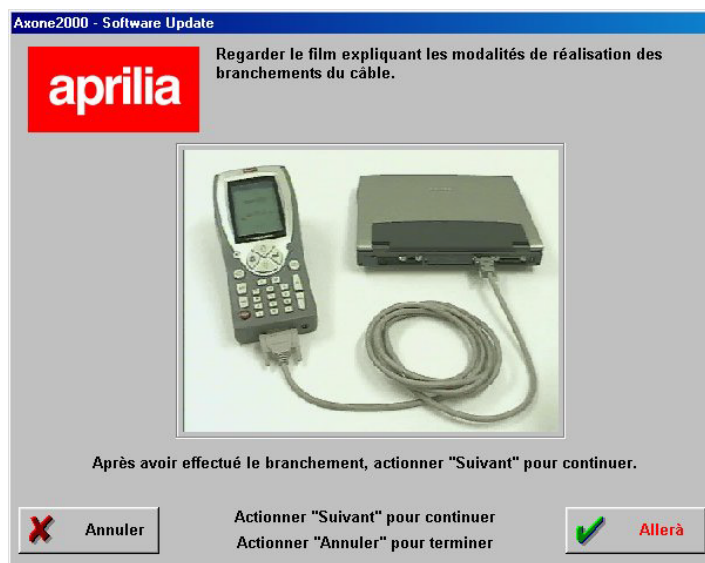 Axone2000 - Software Update
aprilia
Regarder le film expliquant les modalités de réalisation des
branchements du câble.
Après avoir effectué le branchement, actionner "Suivant" pour continuer.
Annuler
Actionner "Suivant" pour continuer
Actionner "Annuler" pour terminer
Allerà